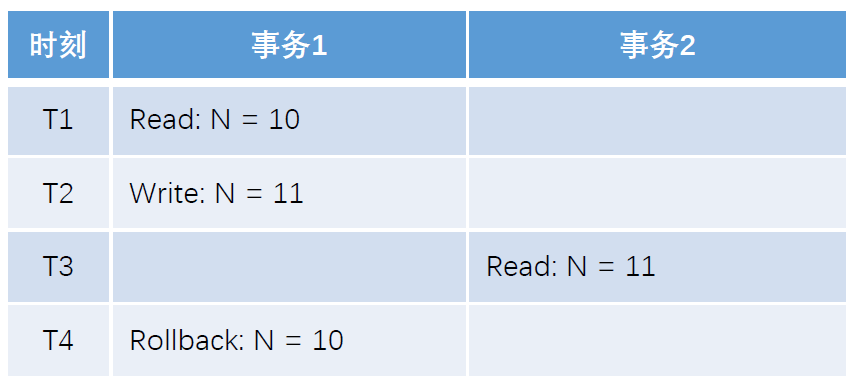 时刻 事务1 事务2
T1 Read: N = 10
T2 Write: N = 11
T3 Read: N = 11
T4 Rollback: N = 10